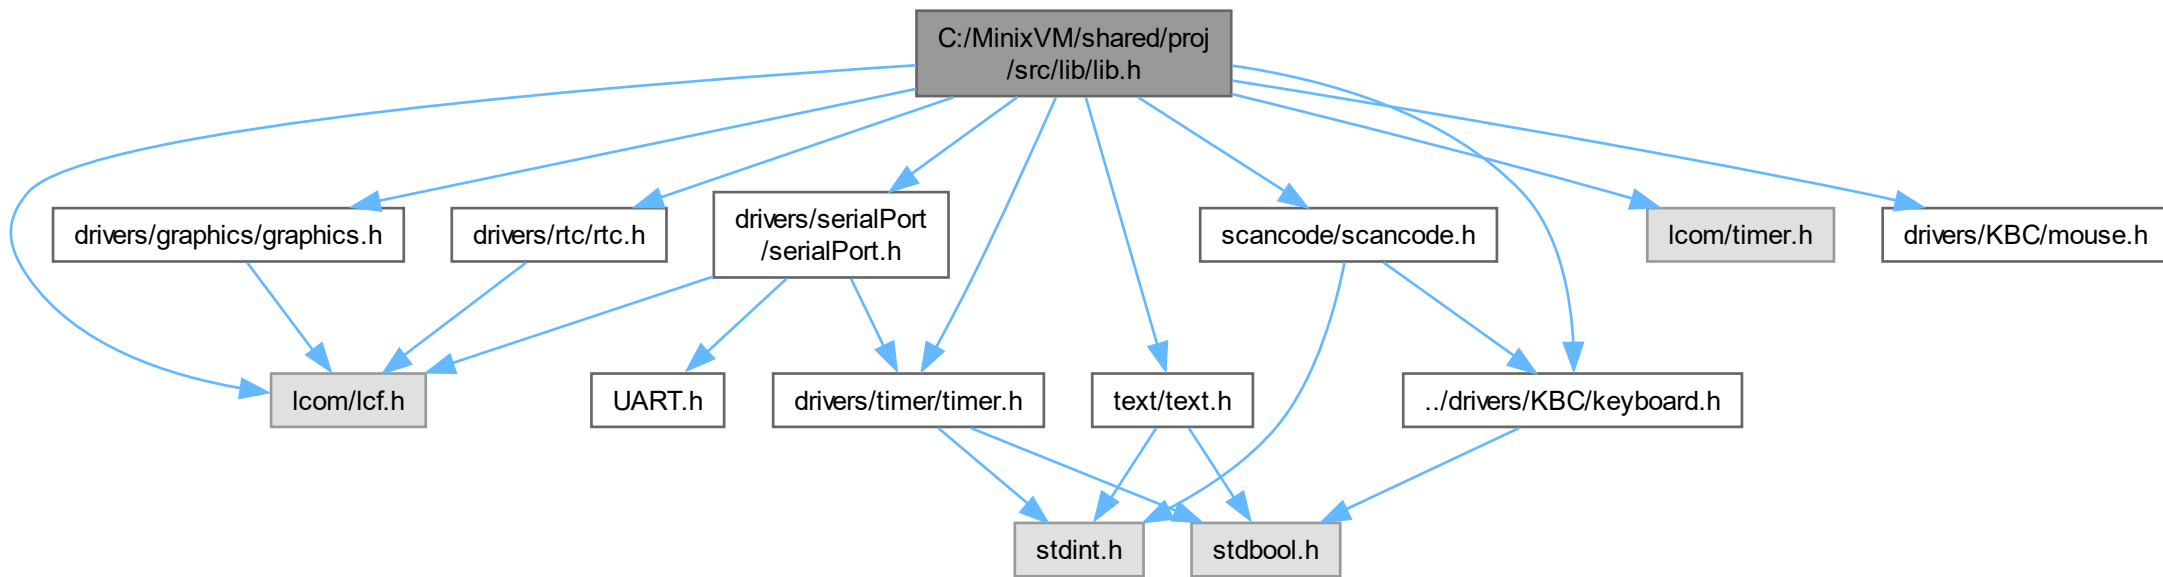 C:/MinixVM/shared/proj
/src/lib/lib.h
drivers/graphics/graphics.h
drivers/rtc/rtc.h
drivers/serialPort
/serialPort.h
scancode/scancode.h
lcom/timer.h
drivers/KBC/mouse.h
lcom/lcf.h
UART.h
drivers/timer/timer.h
text/text.h
../drivers/KBC/keyboard.h
stdint.h
stdbool.h